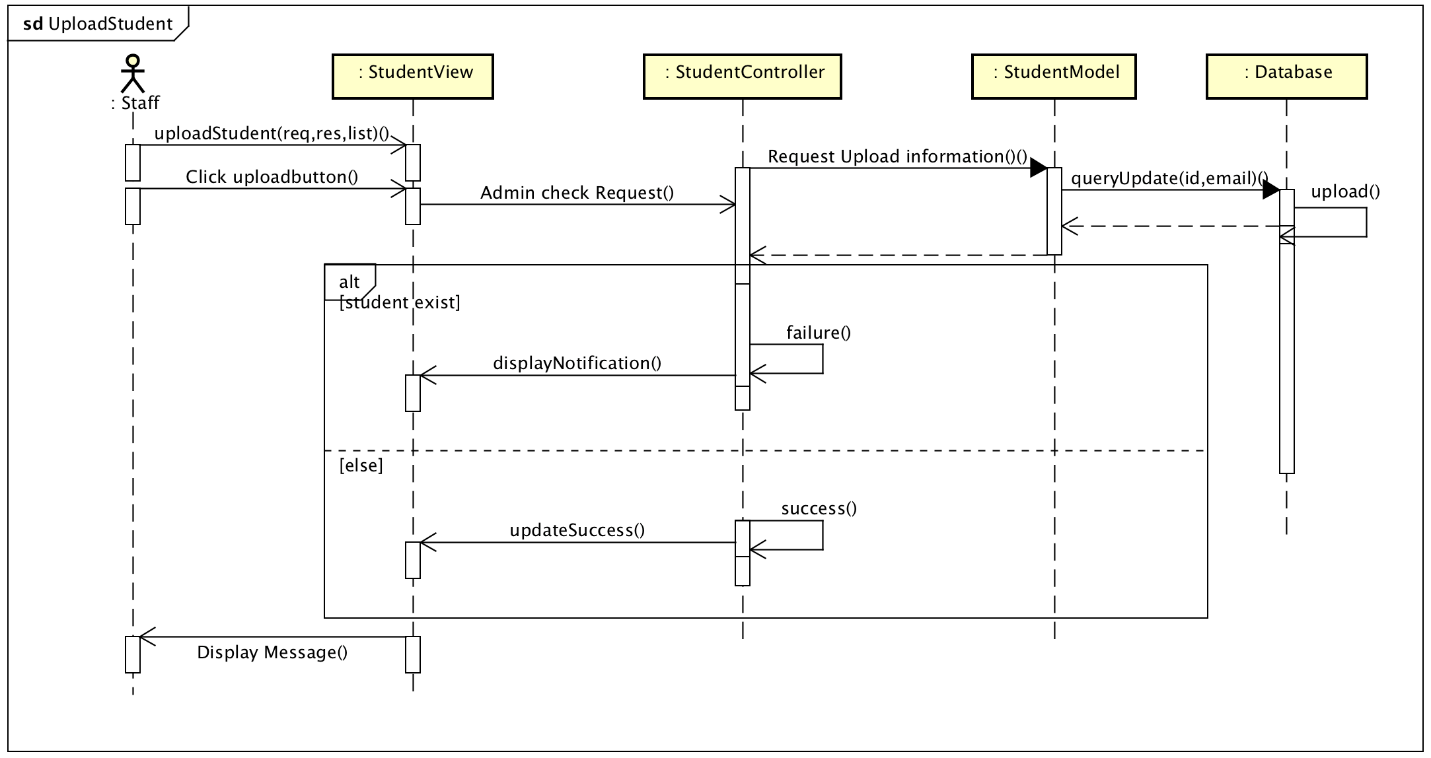 sd UploadStudent
: Staff
: StudentView
: StudentController
: StudentModel
: Database
uploadStudent(req,res,list)()
Request Upload information()()
Click uploadbutton()
queryUpdate(id,email)()
Admin check Request()
upload()
alt
[student exist]
failure()
displayNotification()
[else]
success()
updateSuccess()
Display Message()